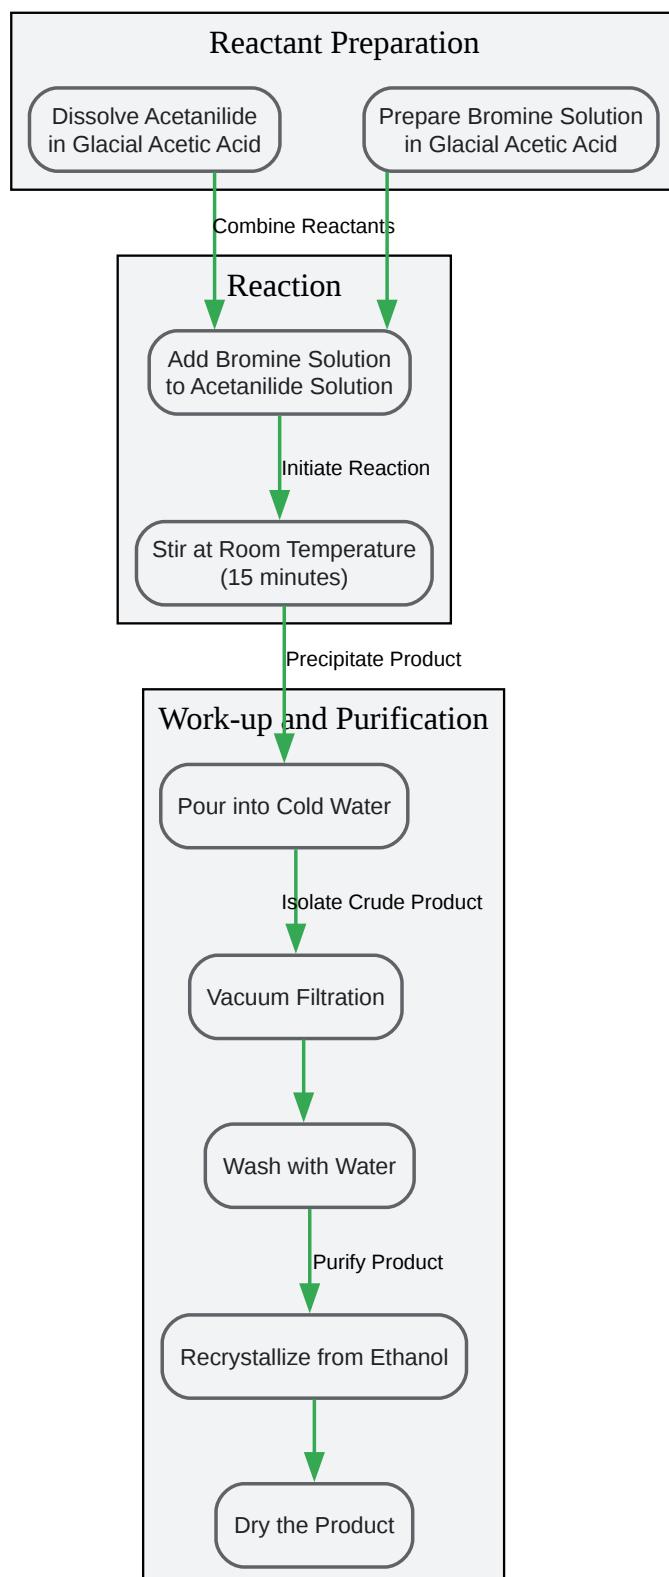 Reactant Preparation
Dissolve Acetanilide
in Glacial Acetic Acid
Prepare Bromine Solution
in Glacial Acetic Acid
Combine Reactants
Reaction
Add Bromine Solution
to Acetanilide Solution
Initiate Reaction
Stir at Room Temperature
(15 minutes)
Precipitate Product
Work-up and Purification
Pour into Cold Water
Isolate Crude Product
Vacuum Filtration
Wash with Water
Purify Product
Recrystallize from Ethanol
Dry the Product